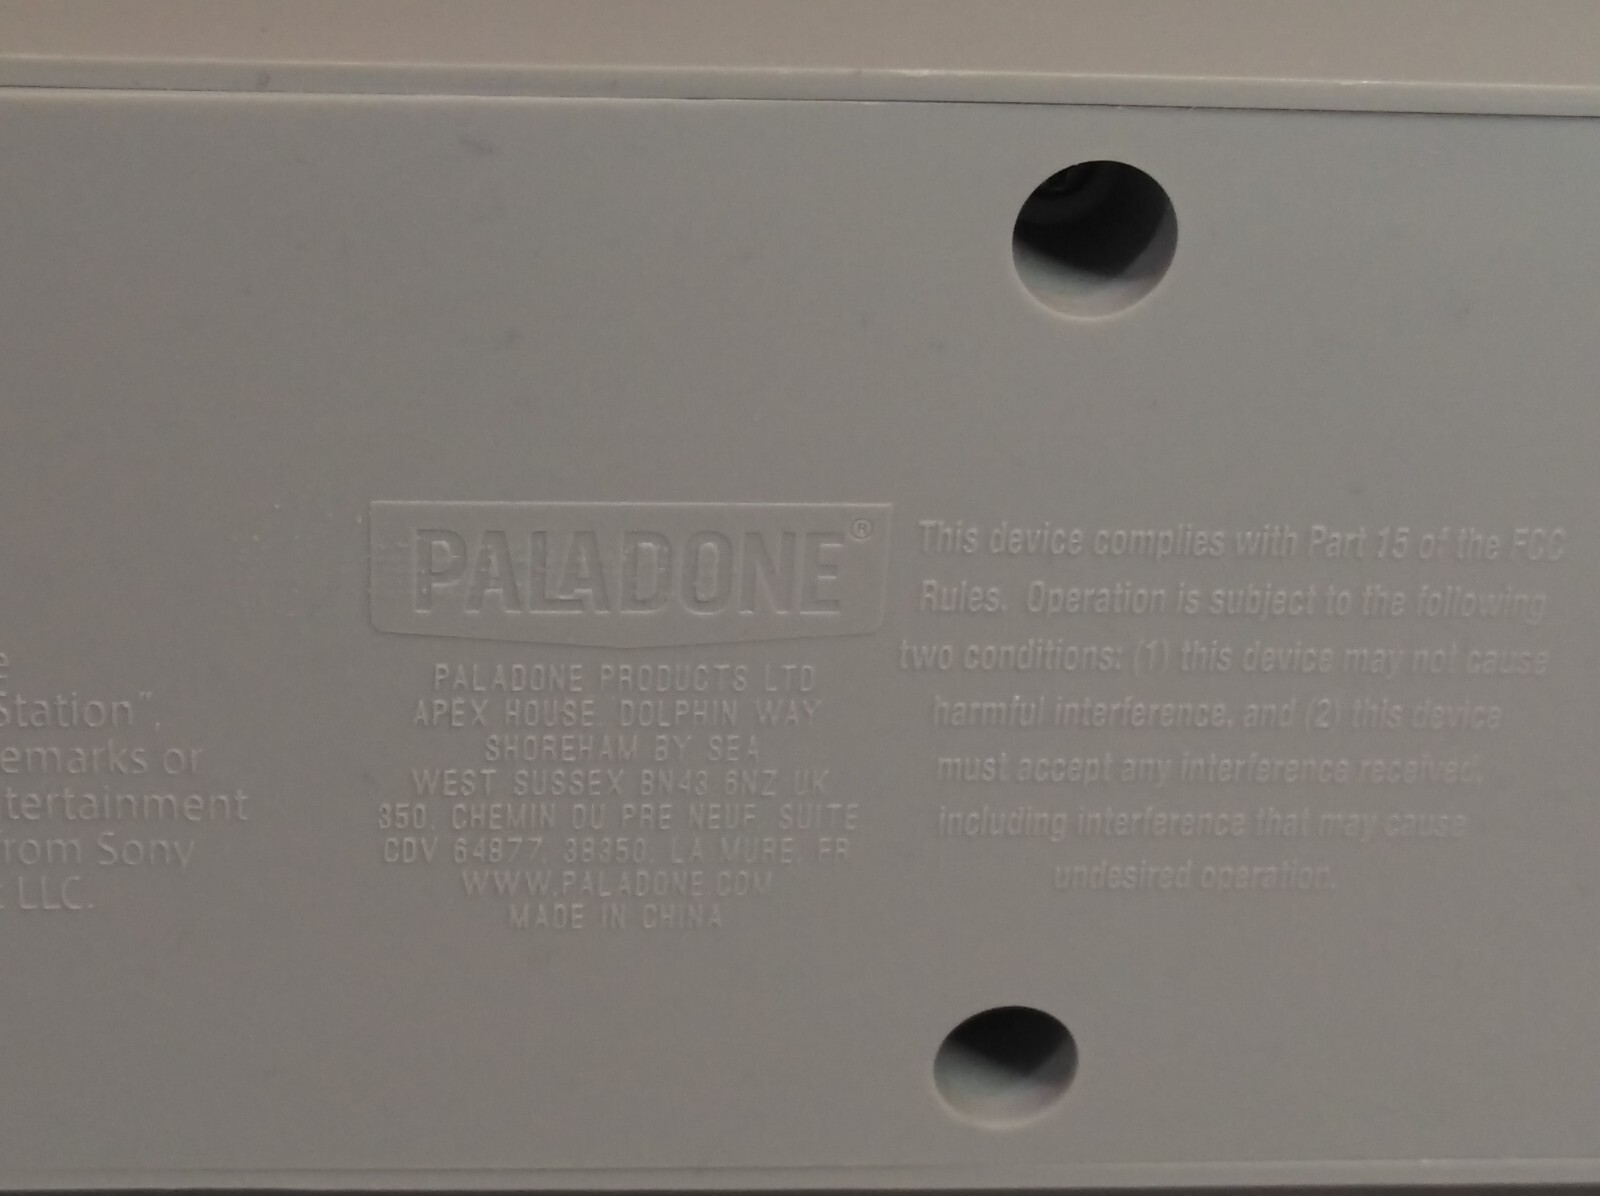 Station",
emarks or
tertainment
rom Sony
LLC.
PALADONE®
PALADONE PRODUCTS LTD
APEX HOUSE, DOLPHIN WAY
SHOREHAM BY SEA
WEST SUSSEX BN43 6NZ UK
350, CHEMIN DU PRE NEUF, SUITE
CDV 64977, 38350, LA MURE, FR
WWW.PALADONE.COM
MADE IN CHINA
This device complies with Part 15 of the FCC
Rules. Operation is subject to the following
two conditions: (1) this device may not cause
harmful interference, and (2) this device
must accept any interference received,
including interference that may cause
undesired operation.